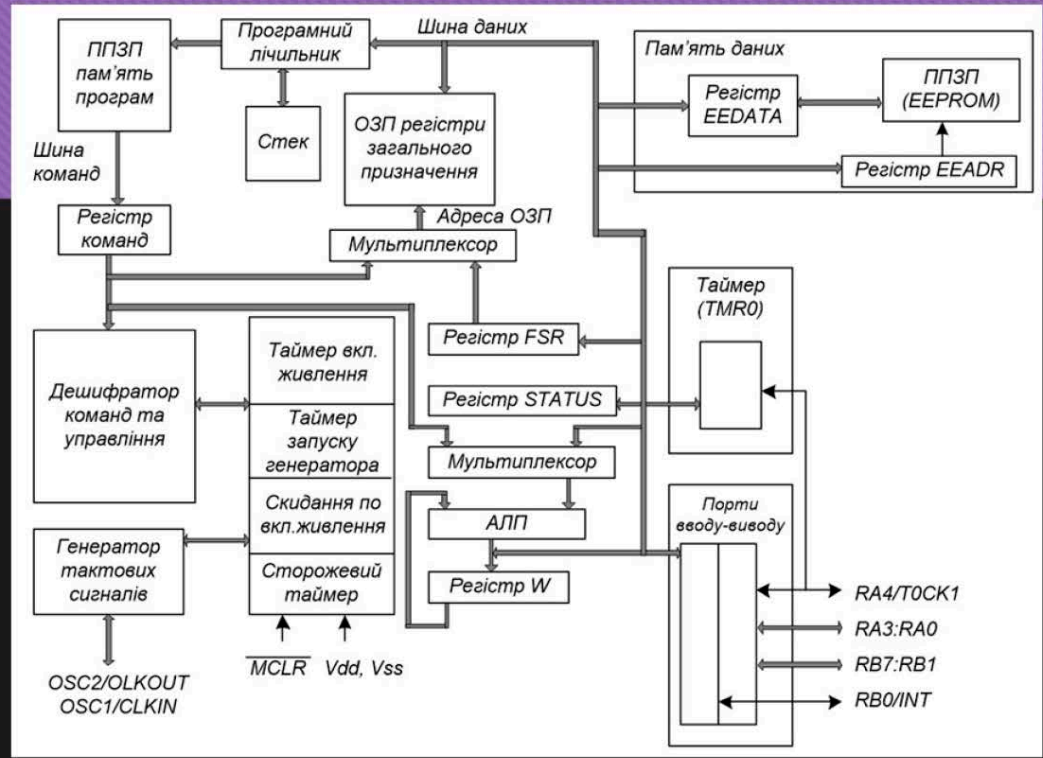 ППЗП
пам'ять
програм
Програмний
лічильник
Шина даних
Пам'ять даних
Регістр
EEDATA
ППЗП
(EEPROM)
Стек
ОЗП регістри
загального
призначення
Шина
команд
Регістр EEADR
Регістр
команд
Адреса ОЗП
Мультиплексор
Таймер
(TMR0)
Регістр FSR
Таймер вкл.
живлення
Дешифратор
команд та
управління
Регістр STATUS
Таймер
запуску
генератора
Мультиплексор
Скидання по
вкл.живлення
Порти
вводу-виводу
АЛП
Генератор
тактових
сигналів
Сторожевий
таймер
Регістр W
RA4/T0CK1
RA3:RA0
RB7:RB1
RB0/INT
MCLR Vdd, Vss
OSC2/OLKOUT
OSC1/CLKIN